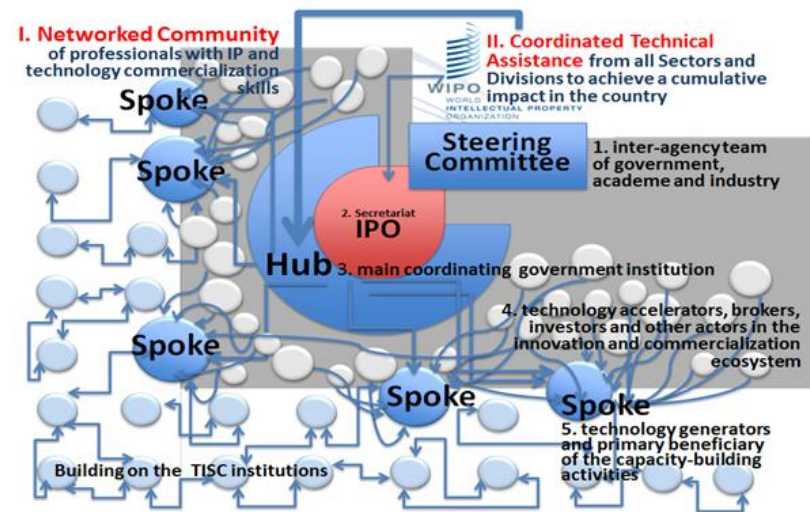 I. Networked Community
of professionals with IP and
technology commercialization
skills
II. Coordinated Technical
Assistance from all Sectors and
Divisions to achieve a cumulative
impact in the country
WIPO
WORLD
INTELLECTUAL PROPERTY
ORGANIZATION
Spoke
Steering
Committee
1. inter-agency team
of government,
academe and industry
Spoke
2. Secretariat
IPO
Hub 3. main coordinating government institution
4. technology accelerators, brokers,
investors and other actors in the
innovation and commercialization
ecosystem
Spoke
Spoke
Spoke
5. technology generators
and primary beneficiary
of the capacity-building
activities
Building on the TISC institutions